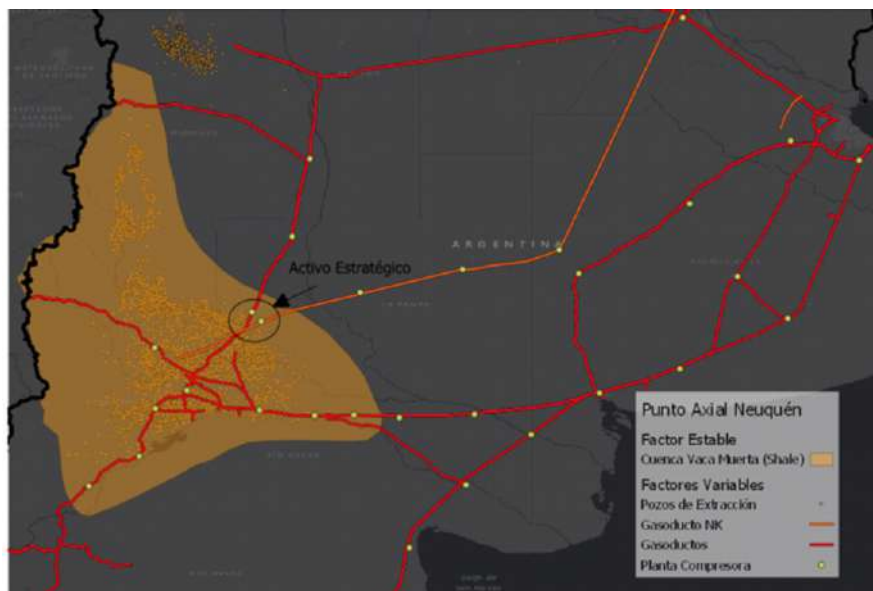 ARGENTINA
Activo Estratégico
Punto Axial Neuquén
Factor Estable
Cuenca Vaca Muerta (Shale)
Factores Variables
Pozos de Extracción
Gasoducto NK
Gasoductos
Planta Compresora